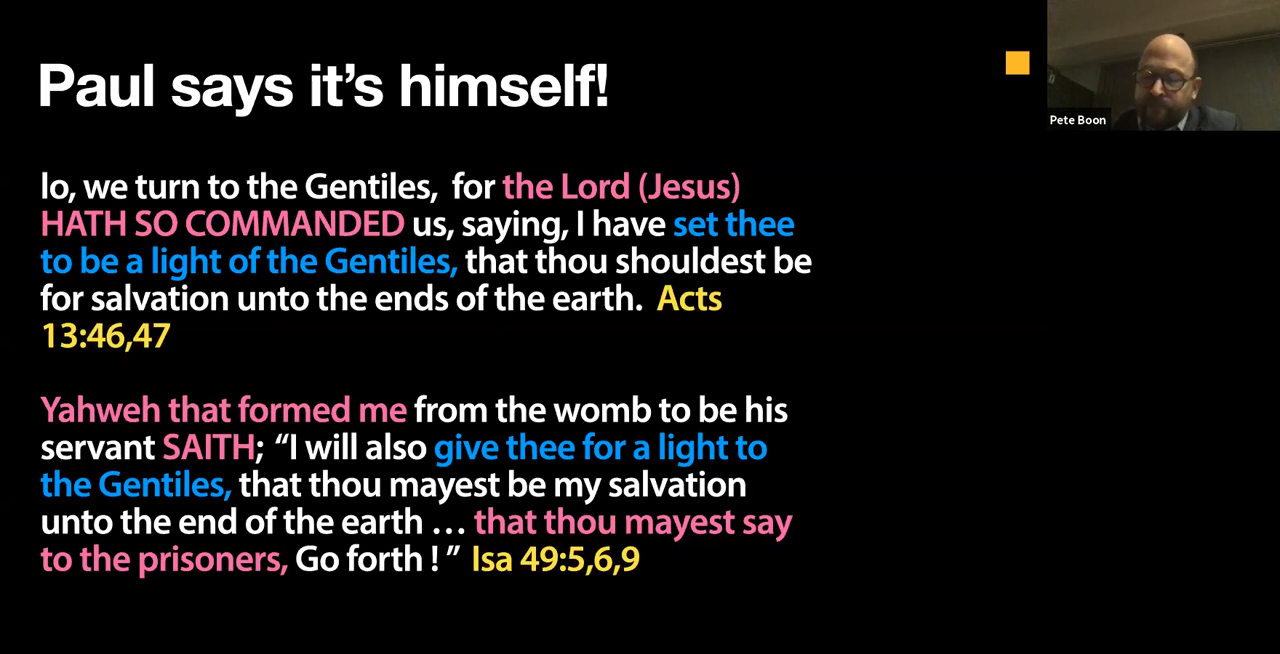 Paul says it's himself!
Pete Boon
lo, we turn to the Gentiles,  for the Lord (Jesus)
HATH SO COMMANDED us, saying, I have set thee
to be a light of the Gentiles, that thou shouldest be
for salvation unto the ends of the earth.  Acts
13:46,47
Yahweh that formed me from the womb to be his
servant SAITH; “I will also give thee for a light to
the Gentiles, that thou mayest be my salvation
unto the end of the earth … that thou mayest say
to the prisoners, Go forth ! ” Isa 49:5,6,9